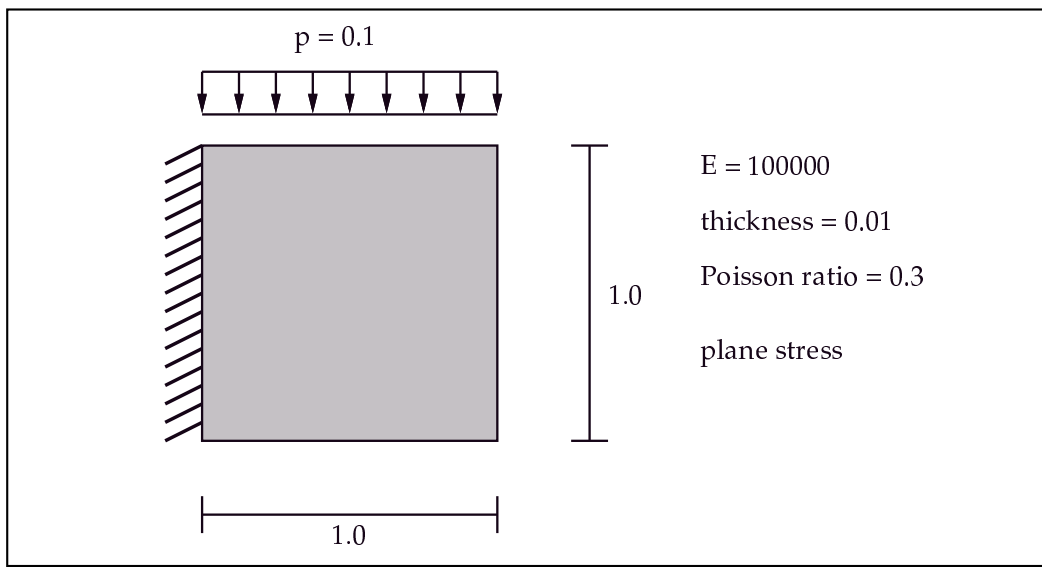 p = 0.1
E = 100000
thickness = 0.01
Poisson ratio = 0.3
1.0
plane stress
1.0